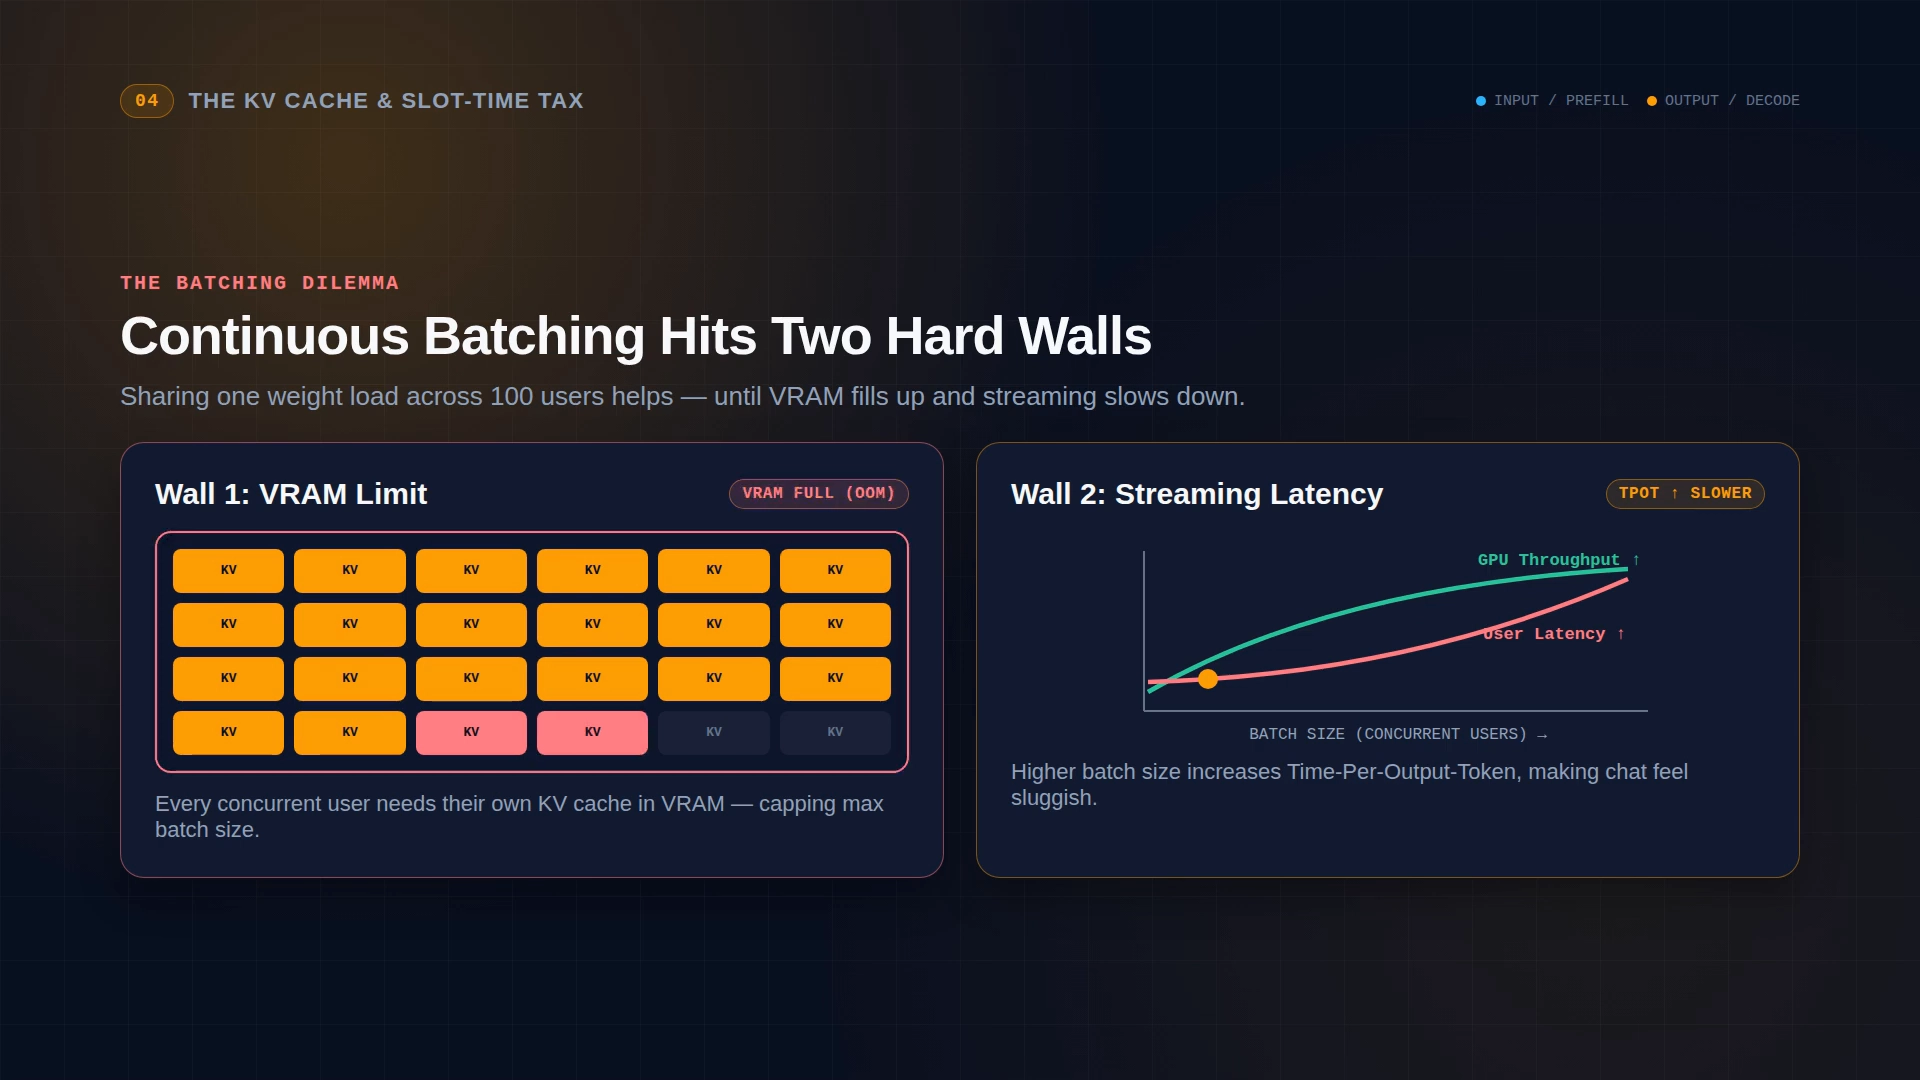 04 THE KV CACHE & SLOT-TIME TAX
INPUT / PREFILL OUTPUT / DECODE
THE BATCHING DILEMMA
Continuous Batching Hits Two Hard Walls
Sharing one weight load across 100 users helps — until VRAM fills up and streaming slows down.
Wall 1: VRAM Limit
VRAM FULL (OOM)
KV KV KV KV KV KV
KV KV KV KV KV KV
KV KV KV KV KV KV
KV KV KV KV KV KV
Every concurrent user needs their own KV cache in VRAM — capping max
batch size.
Wall 2: Streaming Latency
TPOT ↑ SLOWER
GPU Throughput ↑
User Latency ↑
BATCH SIZE (CONCURRENT USERS) →
Higher batch size increases Time-Per-Output-Token, making chat feel
sluggish.